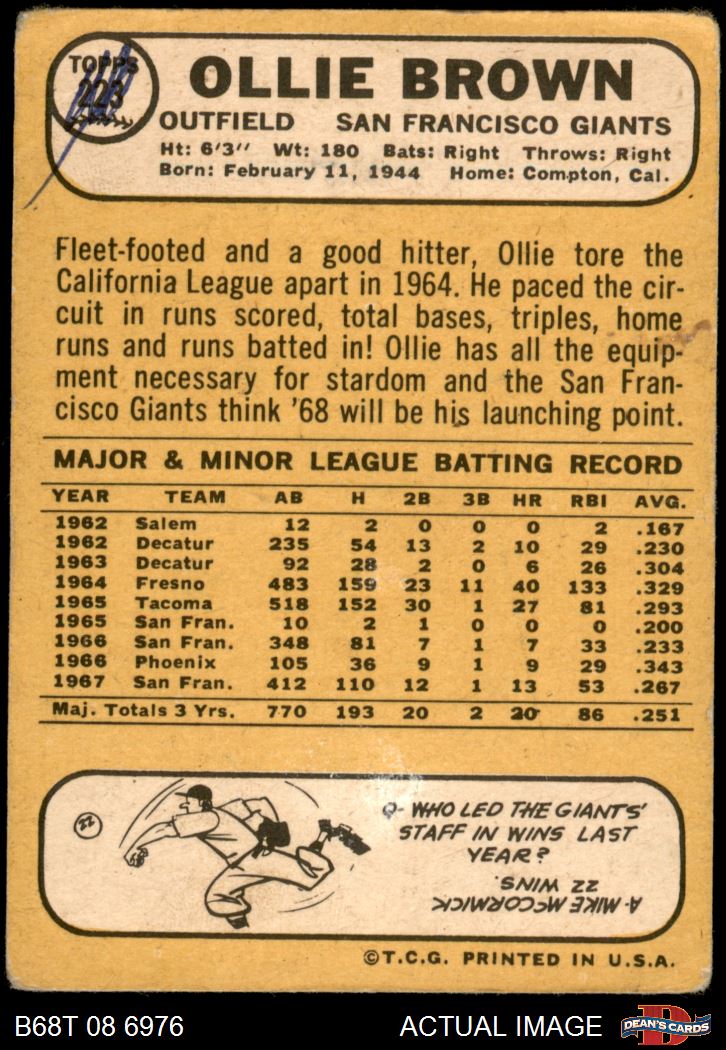 TOPPS
223
OLLIE BROWN
OUTFIELD SAN FRANCISCO GIANTS
Ht: 6'3" Wt: 180 Bats: Right Throws: Right
Born: February 11, 1944 Home: Compton, Cal.
Fleet-footed and a good hitter, Ollie tore the
California League apart in 1964. He paced the cir-
cuit in runs scored, total bases, triples, home
runs and runs batted in! Ollie has all the equip-
ment necessary for stardom and the San Fran-
cisco Giants think '68 will be his launching point.
MAJOR & MINOR LEAGUE BATTING RECORD
YEAR TEAM AB H 2B 3B HR RBI AVG.
1962 Salem 12 2 0 0 0 2 .167
1962 Decatur 235 54 13 2 10 29 .230
1963 Decatur 92 28 2 0 6 26 .304
1964 Fresno 483 159 23 11 40 133 .329
1965 Tacoma 518 152 30 1 27 81 .293
1965 San Fran. 10 2 1 0 0 0 .200
1966 San Fran. 348 81 7 1 7 33 .233
1966 Phoenix 105 36 9 1 9 29 .343
1967 San Fran. 412 110 12 1 13 53 .267
Maj. Totals 3 Yrs. 770 193 20 2 20 86 .251
22
Q- WHO LED THE GIANTS'
STAFF IN WINS LAST
YEAR?
A- MIKE McCORMICK
22 WINS.
©T.C.G. PRINTED IN U.S.A.
B68T 08 6976 ACTUAL IMAGE
D
DEAN'S CARDS